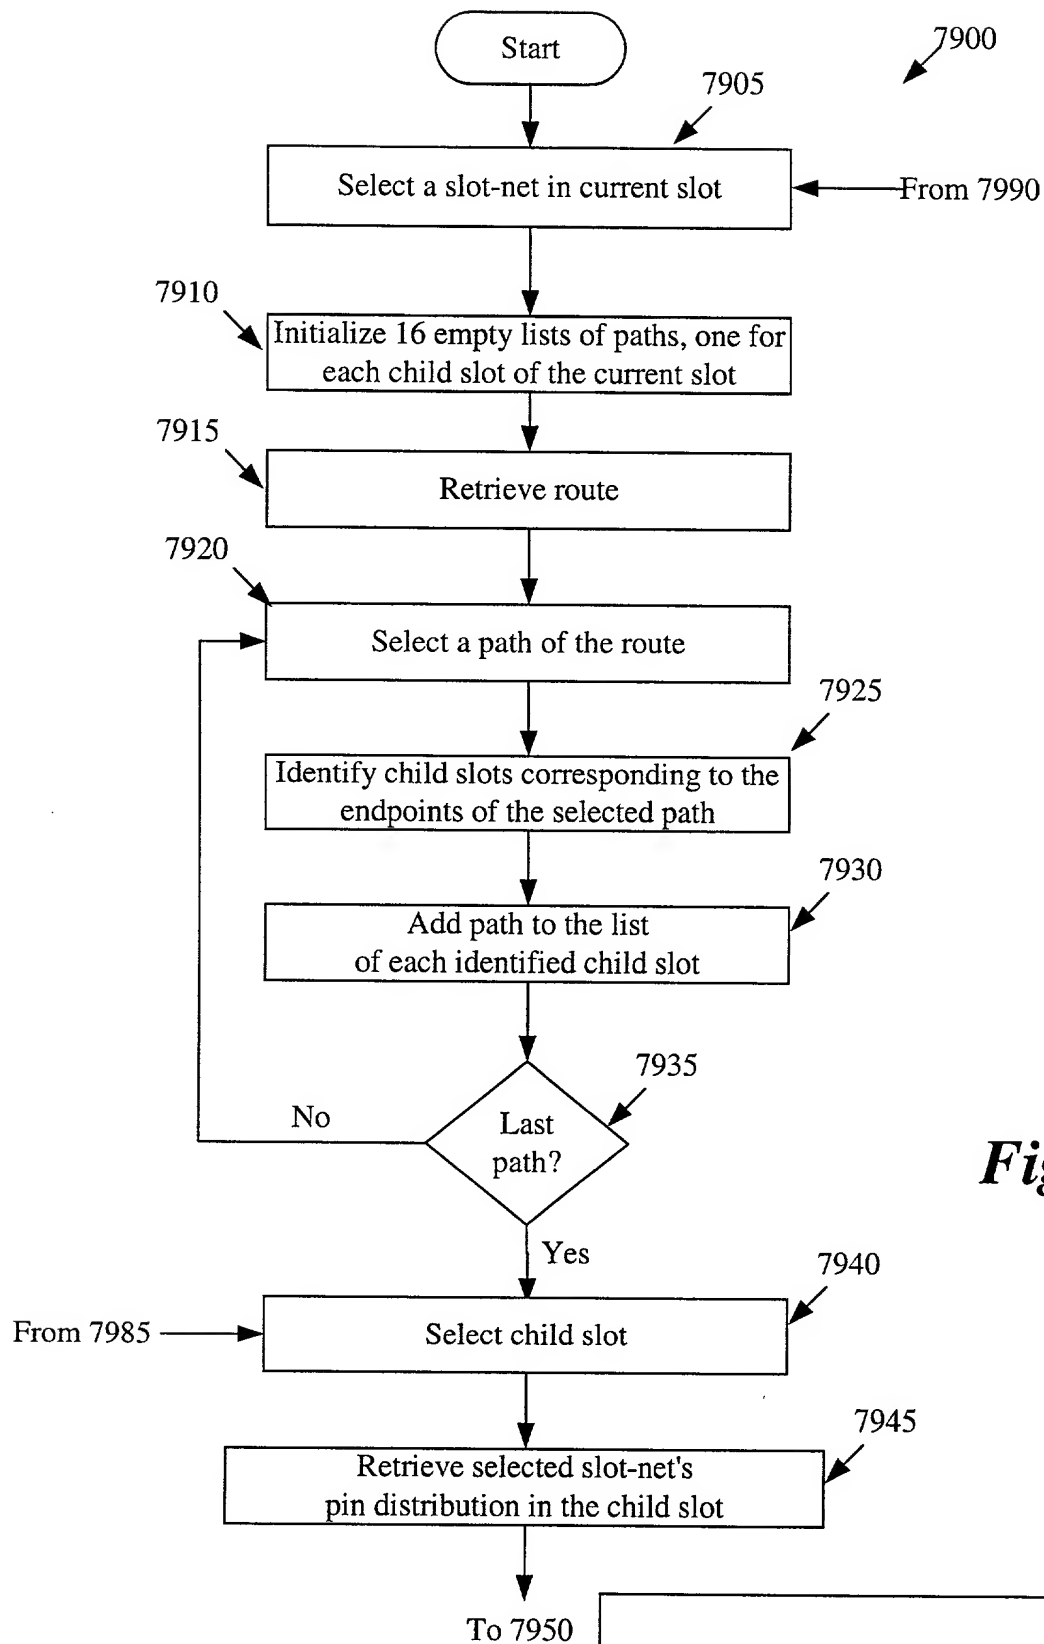 Start
7900
7905
Select a slot-net in current slot
From 7990
7910
Initialize 16 empty lists of paths, one for
each child slot of the current slot
7915
Retrieve route
7920
Select a path of the route
7925
Identify child slots corresponding to the
endpoints of the selected path
7930
Add path to the list
of each identified child slot
7935
Last
path?
No
Fig
Yes
7940
From 7985
Select child slot
7945
Retrieve selected slot-net's
pin distribution in the child slot
To 7950